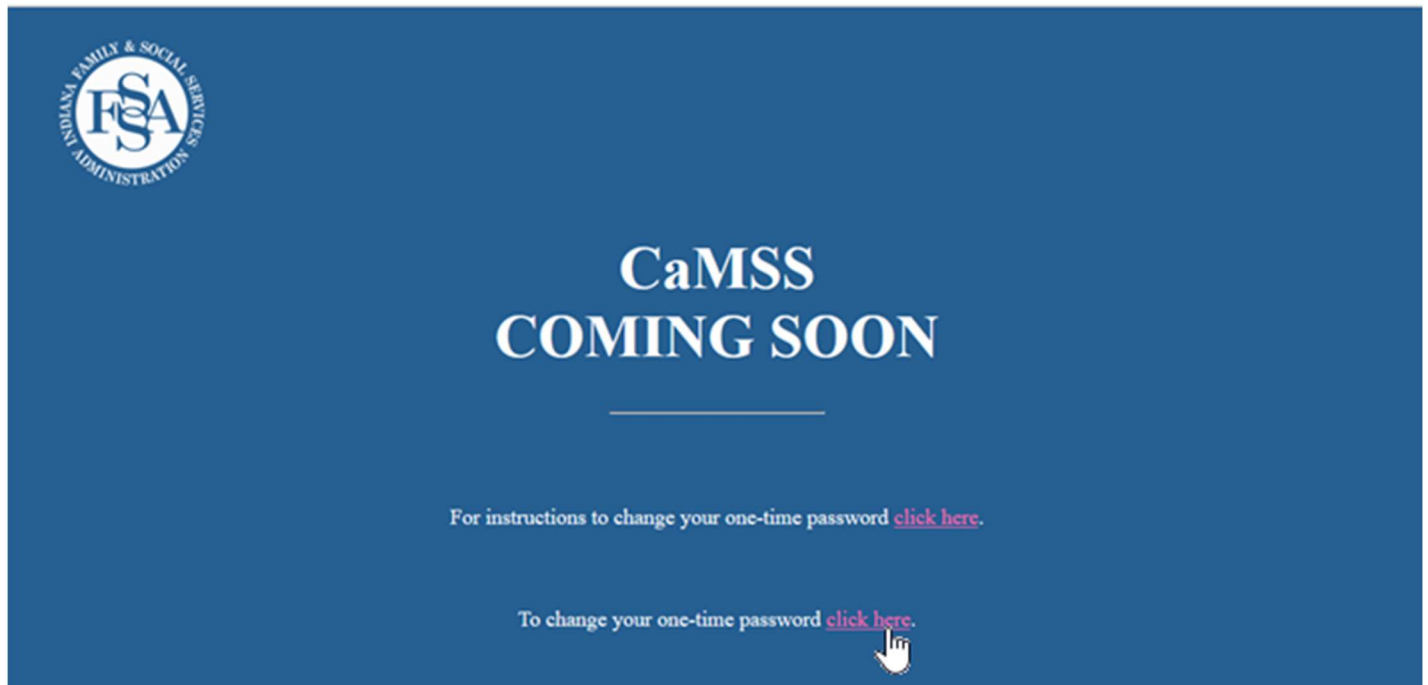 INDIANA FAMILY & SOCIAL SERVICES ADMINISTRATION
FSSA
CaMSS
COMING SOON
For instructions to change your one-time password click here.
To change your one-time password click here.